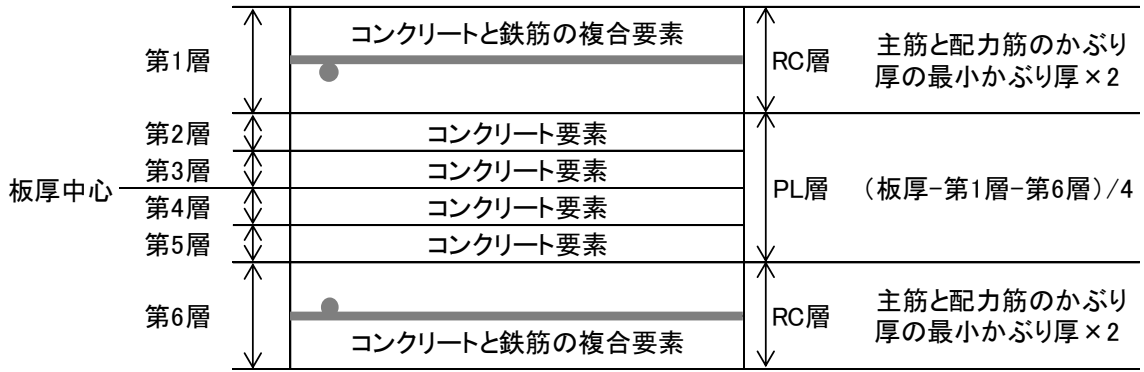 コンクリートと鉄筋の複合要素
第1層
RC層
主筋と配力筋のかぶり
厚の最小かぶり厚×2
第2層
コンクリート要素
第3層
コンクリート要素
板厚中心
PL層
(板厚-第1層-第6層)/4
第4層
コンクリート要素
第5層
コンクリート要素
第6層
RC層
主筋と配力筋のかぶり
厚の最小かぶり厚×2
コンクリートと鉄筋の複合要素